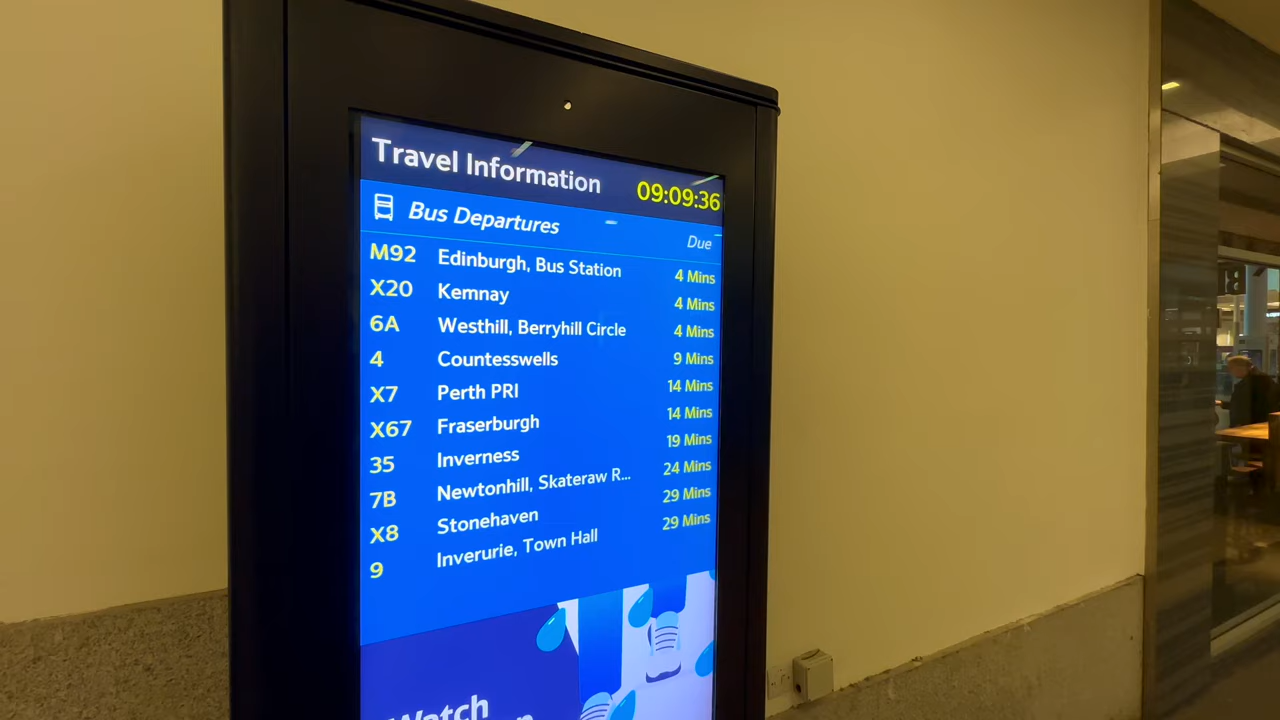 Travel Information 09:09:36
Bus Departures Due
M92 Edinburgh, Bus Station 4 Mins
X20 Kemnay 4 Mins
6A Westhill, Berryhill Circle 4 Mins
4 Countesswells 9 Mins
X7 Perth PRI 14 Mins
X67 Fraserburgh 14 Mins
35 Inverness 19 Mins
7B Newtonhill, Skateraw R... 24 Mins
X8 Stonehaven 29 Mins
9 Inverurie, Town Hall 29 Mins
Watch